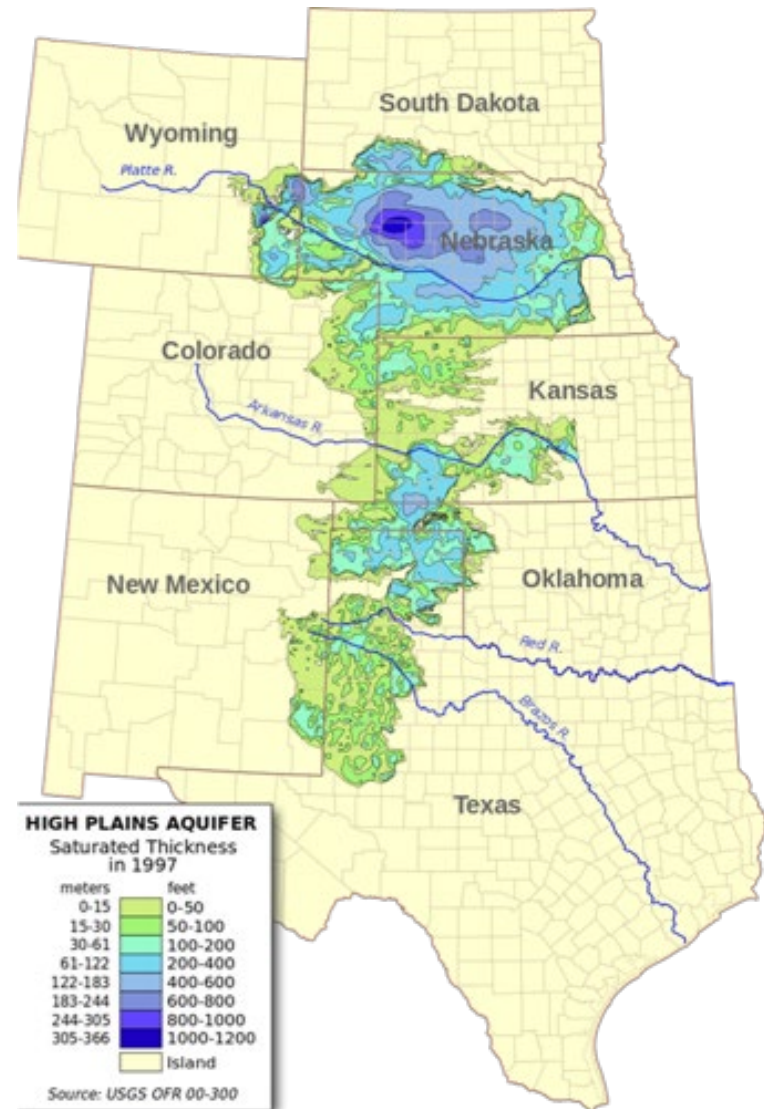 South Dakota
Wyoming
Platte R.
Nebraska
Colorado
Kansas
Arkansas R.
New Mexico
Oklahoma
Red R.
Brazos R.
Texas
HIGH PLAINS AQUIFER
Saturated Thickness
in 1997
meters feet
0-15 0-50
15-30 50-100
30-61 100-200
61-122 200-400
122-183 400-600
183-244 600-800
244-305 800-1000
305-366 1000-1200
Island
Source: USGS OFR 00-300